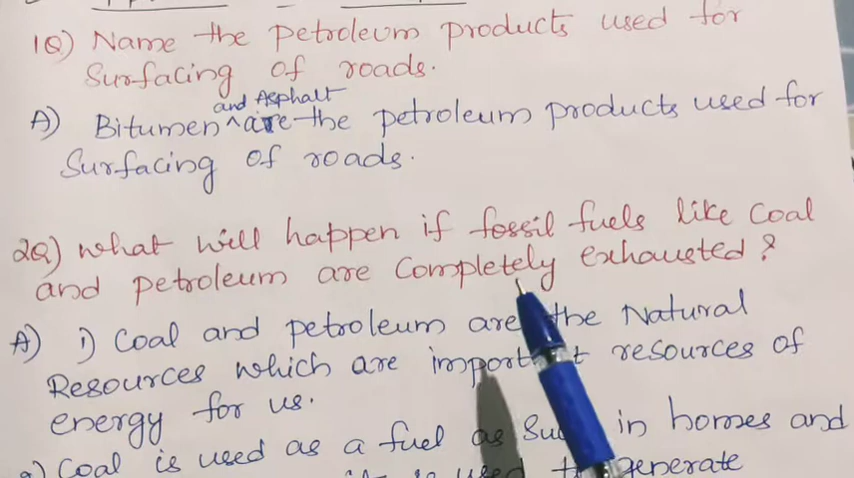 1Q) Name the petroleum products used for
Surfacing of roads.
and Asphalt
A) Bitumen ^ are the petroleum products used for
Surfacing of roads.
2Q) What will happen if fossil fuels like Coal
and petroleum are Completely exhausted?
A) 1) Coal and petroleum are the Natural
Resources which are important resources of
energy for us.
Coal is used as a fuel as in homes and
used generate